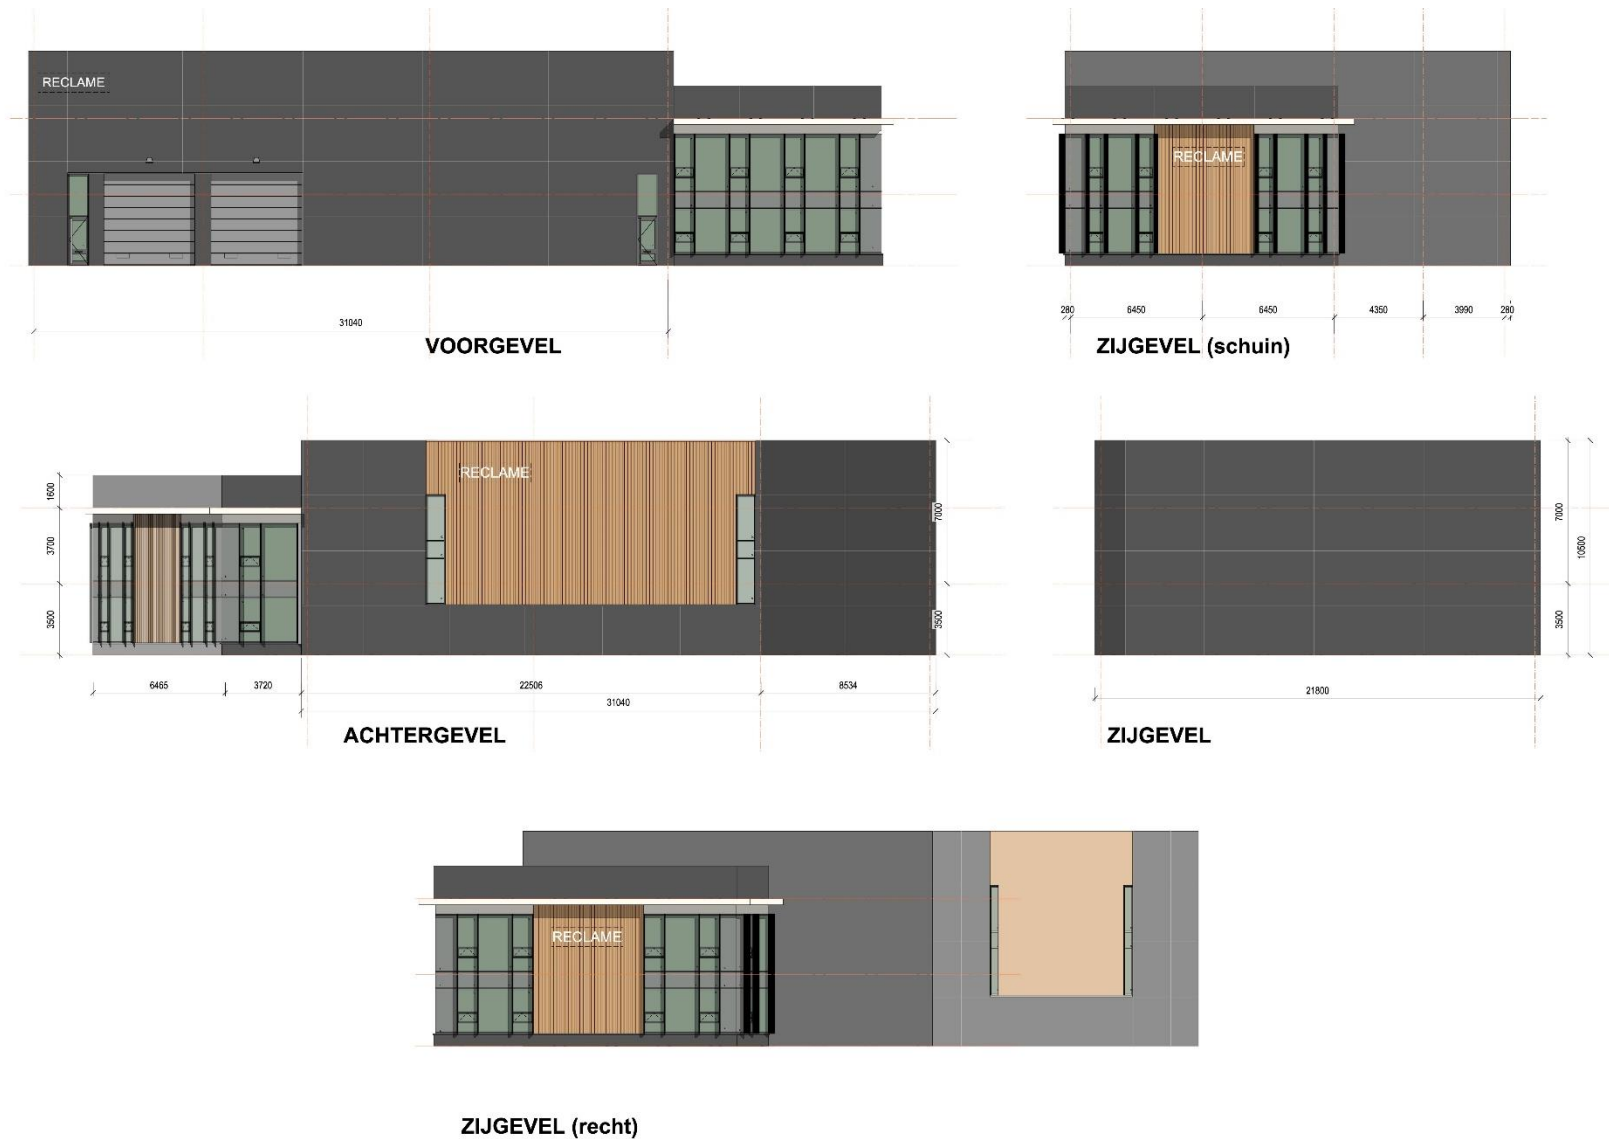 RECLAME
31040
VOORGEVEL
RECLAME
280
6450
6450
4350
3990
280
ZIJGEVEL (schuin)
RECLAME
1600
3700
3500
7000
3500
6465
3720
22506
8534
31040
ACHTERGEVEL
7000
3500
10500
21800
ZIJGEVEL
RECLAME
ZIJGEVEL (recht)